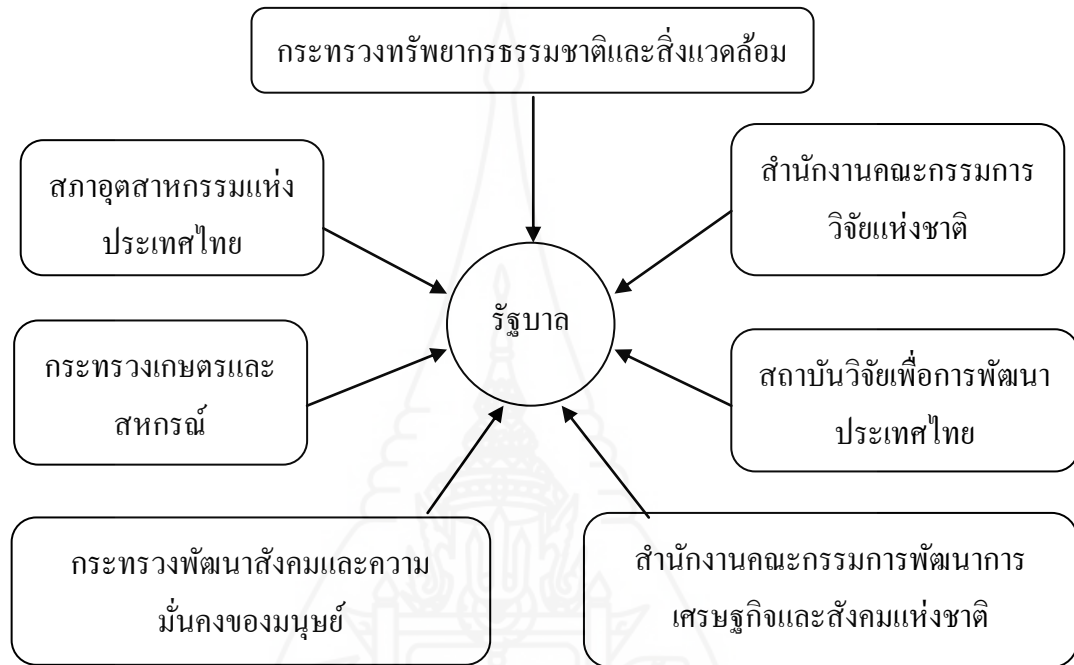 กระทรวงทรัพยากรธรรมชาติและสิ่งแวดล้อม
สภาอุตสาหกรรมแห่ง
ประเทศไทย
สำนักงานคณะกรรมการ
วิจัยแห่งชาติ
รัฐบาล
กระทรวงเกษตรและ
สหกรณ์
สถาบันวิจัยเพื่อการพัฒนา
ประเทศไทย
กระทรวงพัฒนาสังคมและความ
มั่นคงของมนุษย์
สำนักงานคณะกรรมการพัฒนาการ
เศรษฐกิจและสังคมแห่งชาติ